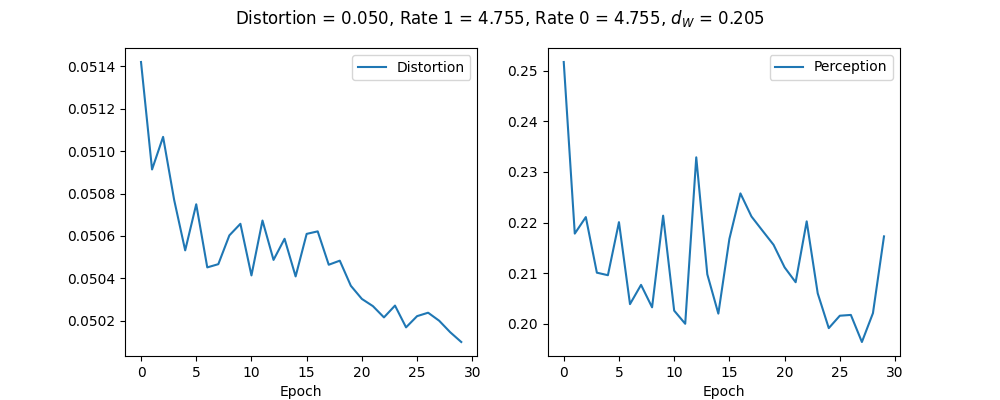 Distortion = 0.050, Rate 1 = 4.755, Rate 0 = 4.755, d_W = 0.205
0.0514
0.0512
0.0510
0.0508
0.0506
0.0504
0.0502
Distortion
0 5 10 15 20 25 30
Epoch
0.25
0.24
0.23
0.22
0.21
0.20
Perception
0 5 10 15 20 25 30
Epoch